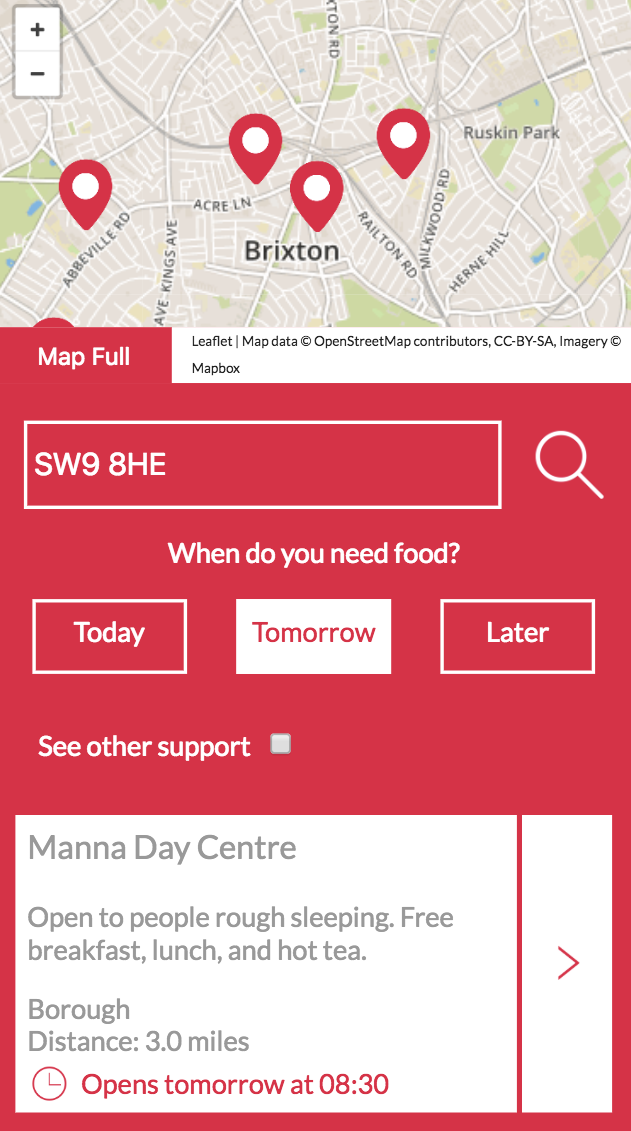 +
−
XTON RD
Ruskin Park
ACRE LN
Brixton
ABBEVILLE RD
AVE KINGS AVE
RAILTON RD
MILKWOOD RD
HERNE HILL
Map Full
Leaflet | Map data © OpenStreetMap contributors, CC-BY-SA, Imagery ©
Mapbox
SW9 8HE
When do you need food?
Today
Tomorrow
Later
See other support
Manna Day Centre
Open to people rough sleeping. Free
breakfast, lunch, and hot tea.
Borough
Distance: 3.0 miles
Opens tomorrow at 08:30